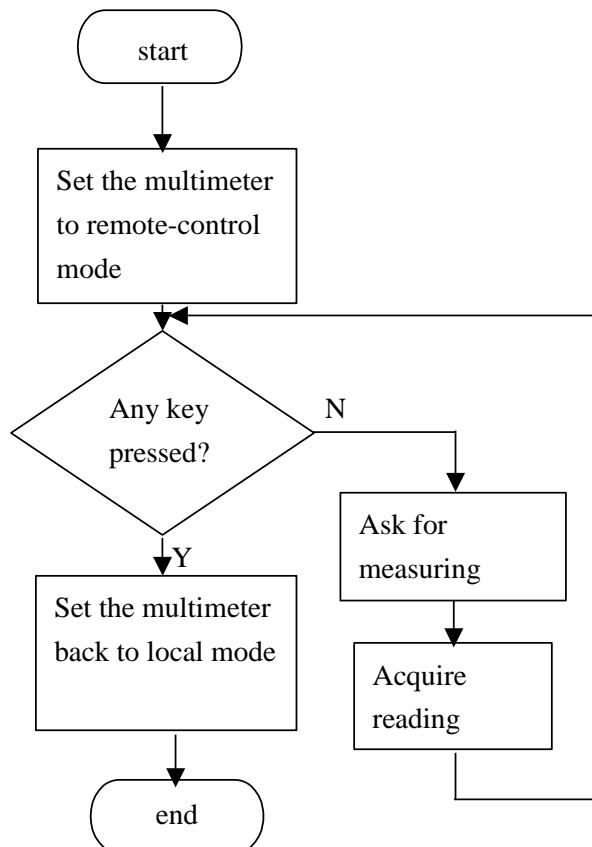 start
Set the multimeter
to remote-control
mode
Any key
pressed?
N
Y
Ask for
measuring
Set the multimeter
back to local mode
Acquire
reading
end